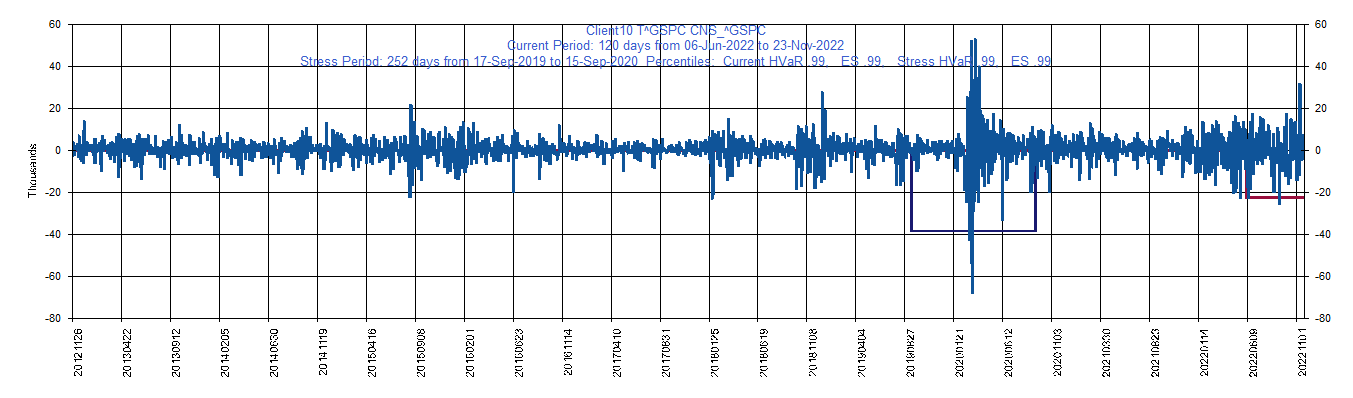 Client10 T^GSPC CNS_^GSPC
Current Period: 120 days from 06-Jun-2022 to 23-Nov-2022
Stress Period: 252 days from 17-Sep-2019 to 15-Sep-2020 Percentiles: Current HVaR .99, ES .99, Stress HVaR .99, ES .99
60 60
40 40
20 20
0 0
-20 -20
-40 -40
-60 -60
-80 -80
Thousands
20121126 20130422 20130912 20140205 20140630 20141119 20150416 20150908 20160201 20160623 20161114 20170410 20170831 20180125 20180619 20181108 20190404 20190827 20200121 20200612 20201103 20210330 20210823 20220114 20220609 20221101